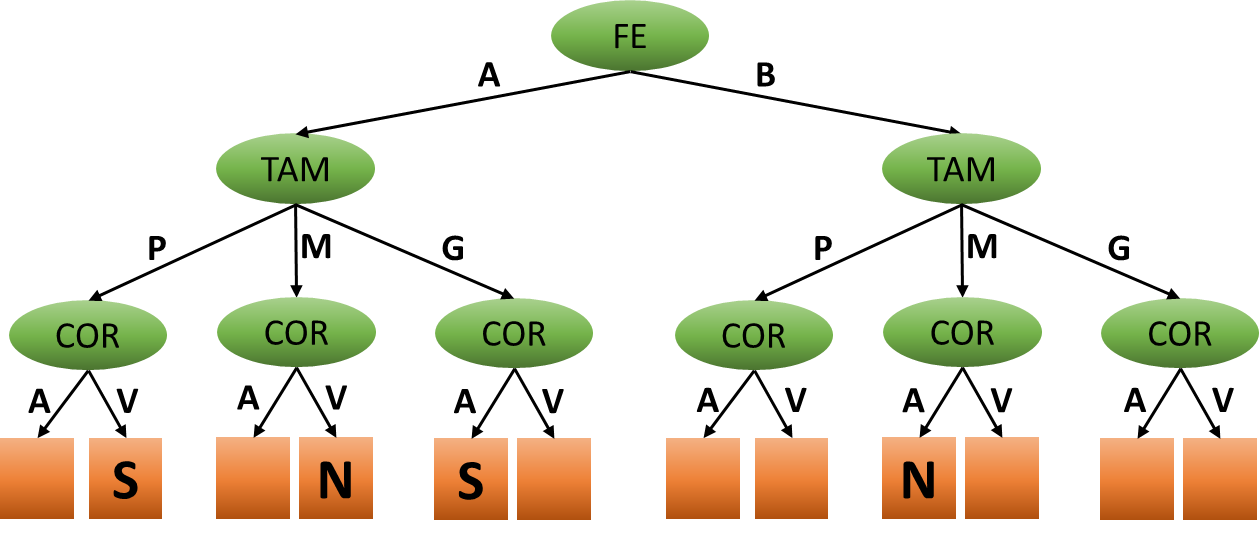 FE
A B
TAM TAM
P M G P M G
COR COR COR COR COR COR
A V A V A V A V A V A V
S N S N